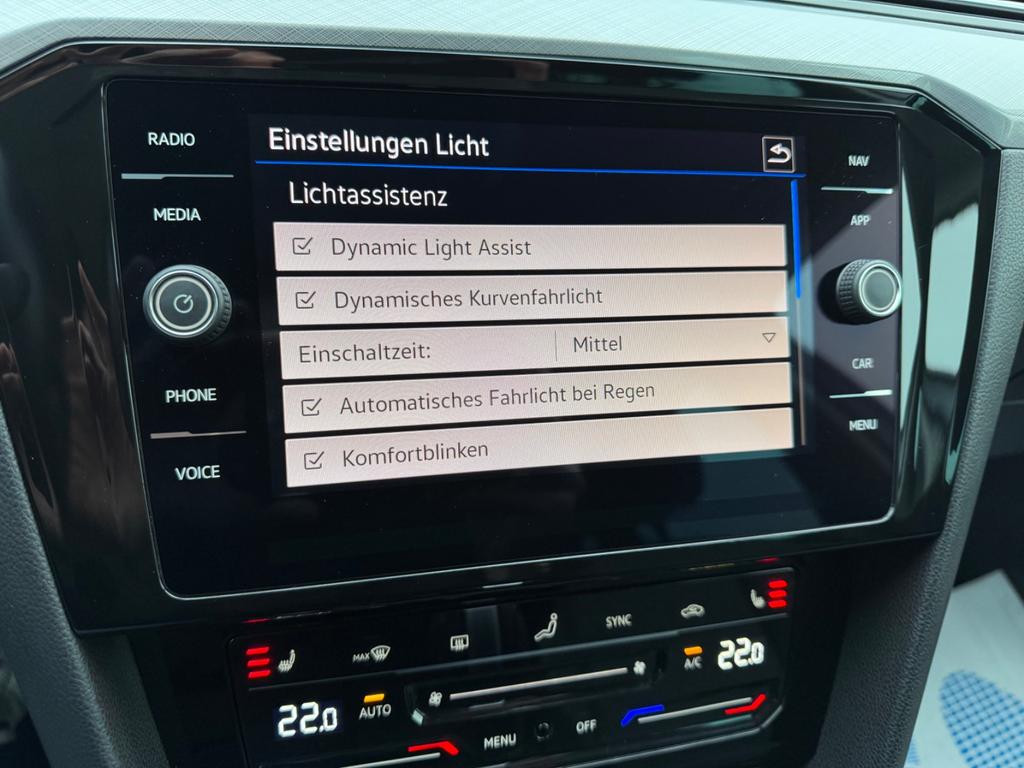 RADIO
MEDIA
PHONE
VOICE
Einstellungen Licht
Lichtassistenz
Dynamic Light Assist
Dynamisches Kurvenfahrlicht
Einschaltzeit: Mittel
Automatisches Fahrlicht bei Regen
Komfortblinken
NAV
APP
CAR
MENU
MAX
SYNC
22.0
AUTO
A/C
22.0
MENU
OFF